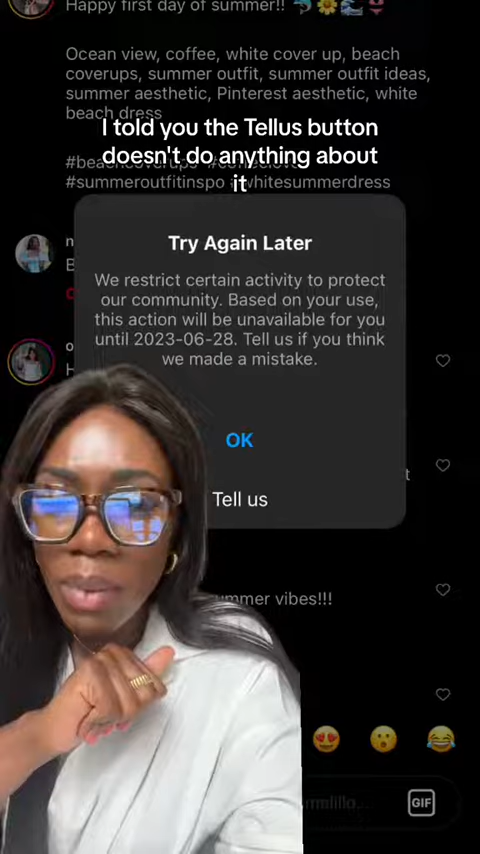 Happy first day of summer!!
Ocean view, coffee, white cover up, beach
coverups, summer outfit, summer outfit ideas,
summer aesthetic, Pinterest aesthetic, white
beach dress
I told you the Tellus button
doesn't do anything about
it
#summeroutfitinspo #whitesummerdress
Try Again Later
We restrict certain activity to protect
our community. Based on your use,
this action will be unavailable for you
until 2023-06-28. Tell us if you think
we made a mistake.
OK
Tell us
ummer vibes!!!
GIF